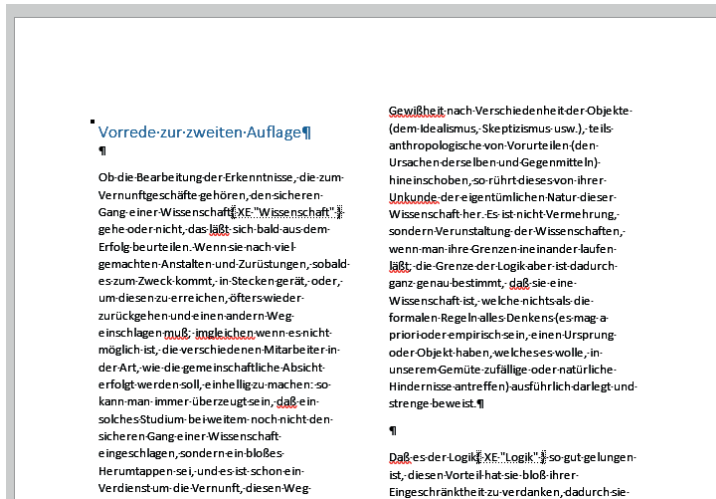 Vorrede·zur·zweiten·Auflage¶
¶
Ob·die·Bearbeitung·der·Erkenntnisse,·die·zum·
Vernunftgeschäfte·gehören,·den·sicheren·
Gang·einer·Wissenschaft{·XE·"Wissenschaft"·}·
gehe·oder·nicht,·das·läßt·sich·bald·aus·dem·
Erfolg·beurteilen.·Wenn·sie·nach·viel·
gemachten·Anstalten·und·Zurüstungen,·sobald·
es·zum·Zweck·kommt,·in·Stecken·gerät,·oder,·
um·diesen·zu·erreichen,·öfters·wieder·
zurückgehen·und·einen·andern·Weg·
einschlagen·muß;·imgleichen·wenn·es·nicht·
möglich·ist,·die·verschiedenen·Mitarbeiter·in·
der·Art,·wie·die·gemeinschaftliche·Absicht·
erfolgt·werden·soll,·einhellig·zu·machen:·so·
kann·man·immer·überzeugt·sein,·daß·ein·
solches·Studium·bei·weitem·noch·nicht·den·
sicheren·Gang·einer·Wissenschaft·
eingeschlagen,·sondern·ein·bloßes·
Herumtappen·sei,·und·es·ist·schon·ein·
Verdienst·um·die·Vernunft,·diesen·Weg·
Gewißheit·nach·Verschiedenheit·der·Objekte·
(dem·Idealismus,·Skeptizismus·usw.),·teils·
anthropologische·von·Vorurteilen·(den·
Ursachen·derselben·und·Gegenmitteln)·
hineinschoben,·so·rührt·dieses·von·ihrer·
Unkunde·der·eigentümlichen·Natur·dieser·
Wissenschaft·her.·Es·ist·nicht·Vermehrung,·
sondern·Verunstaltung·der·Wissenschaften,·
wenn·man·ihre·Grenzen·ineinander·laufen·
läßt;·die·Grenze·der·Logik·aber·ist·dadurch·
ganz·genau·bestimmt,·daß·sie·eine·
Wissenschaft·ist,·welche·nichts·als·die·
formalen·Regeln·alles·Denkens·(es·mag·a·
priori·oder·empirisch·sein,·einen·Ursprung·
oder·Objekt·haben,·welches·es·wolle,·in·
unserem·Gemüte·zufällige·oder·natürliche·
Hindernisse·antreffen)·ausführlich·darlegt·und·
strenge·beweist.¶
¶
Daß·es·der·Logik{·XE·"Logik"·}·so·gut·gelungen·
ist,·diesen·Vorteil·hat·sie·bloß·ihrer·
Eingeschränktheit·zu·verdanken,·dadurch·sie·